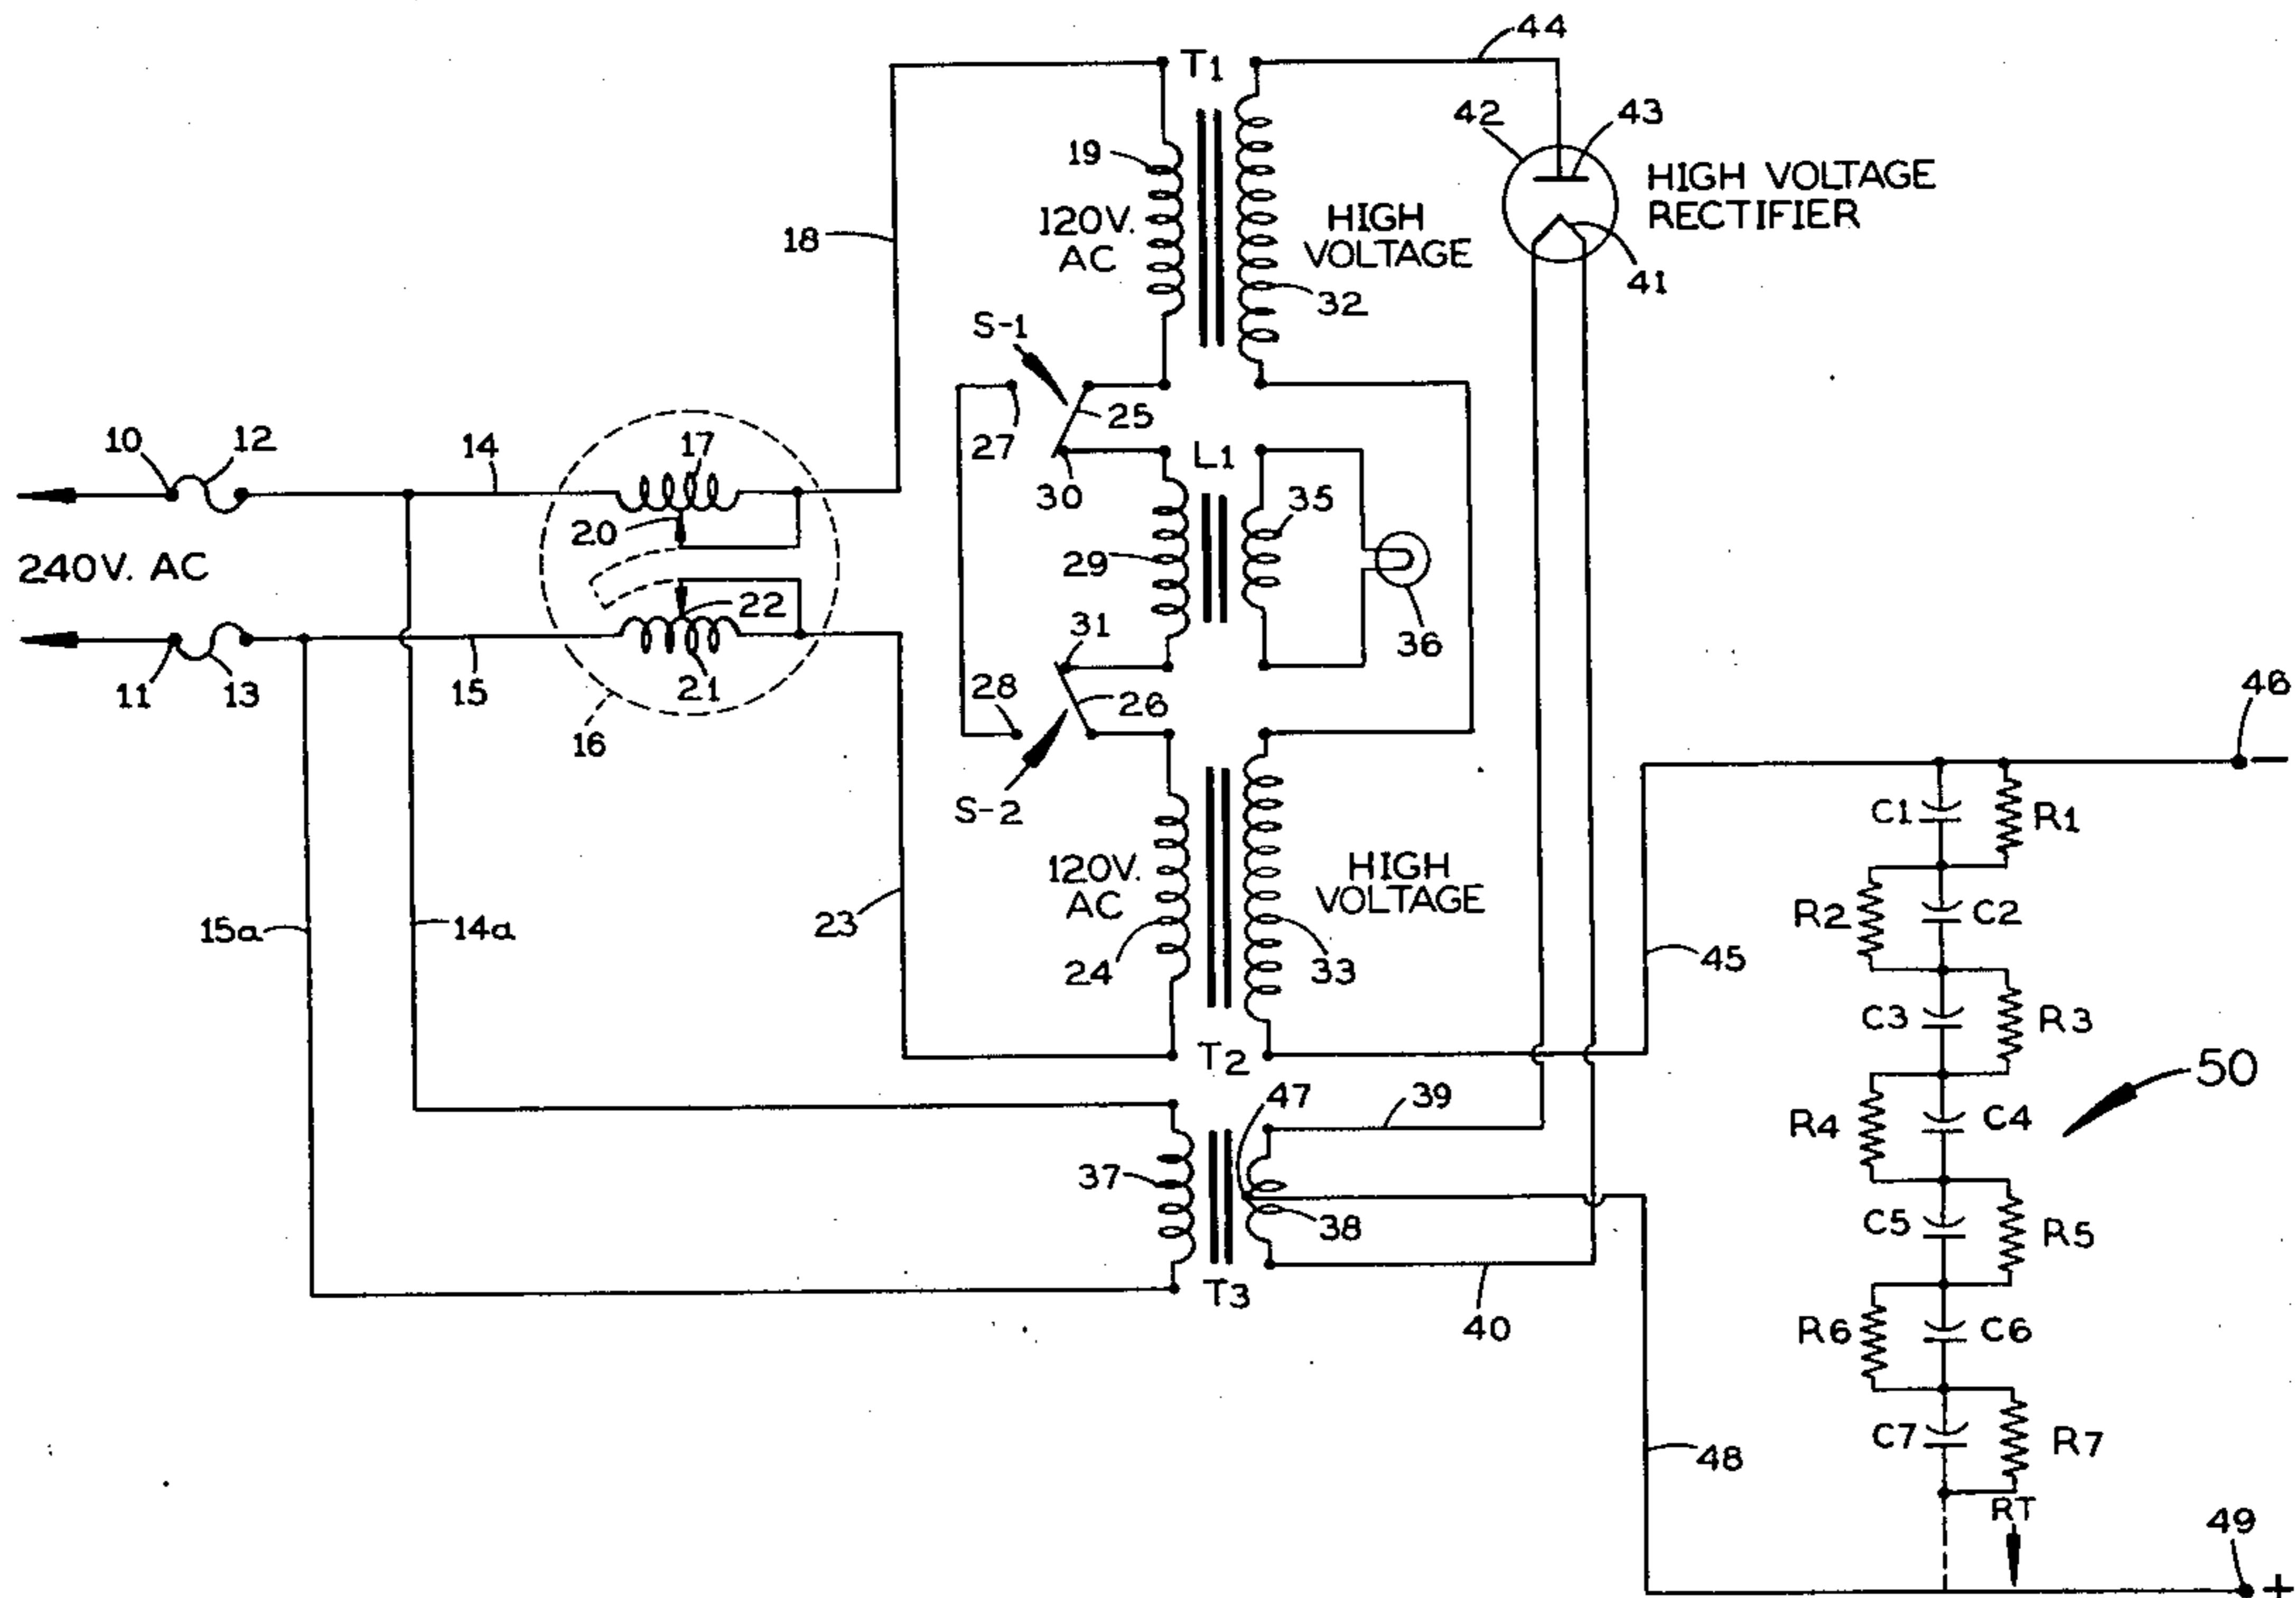 44
T1
42
43
19
HIGH VOLTAGE
RECTIFIER
120V.
AC
HIGH
VOLTAGE
18
41
32
S-1
10
12
14
17
25
27
L1
30
35
20
240V. AC
29
22
31
36
11
13
15
21
28
26
16
46
S-2
C1
R1
120V.
AC
HIGH
VOLTAGE
15a
14a
23
R2
C2
24
33
45
C3
R3
T2
50
47
39
R4
C4
37
38
C5
R5
T3
40
R6
C6
48
C7
R7
RT
49